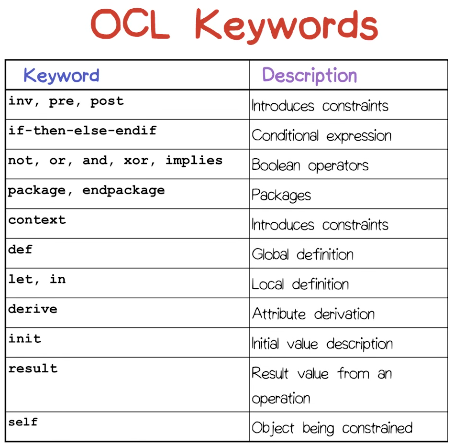 OCL Keywords
Keyword Description
inv, pre, post Introduces constraints
if-then-else-endif Conditional expression
not, or, and, xor, implies Boolean operators
package, endpackage Packages
context Introduces constraints
def Global definition
let, in Local definition
derive Attribute derivation
init Initial value description
result Result value from an
operation
self Object being constrained